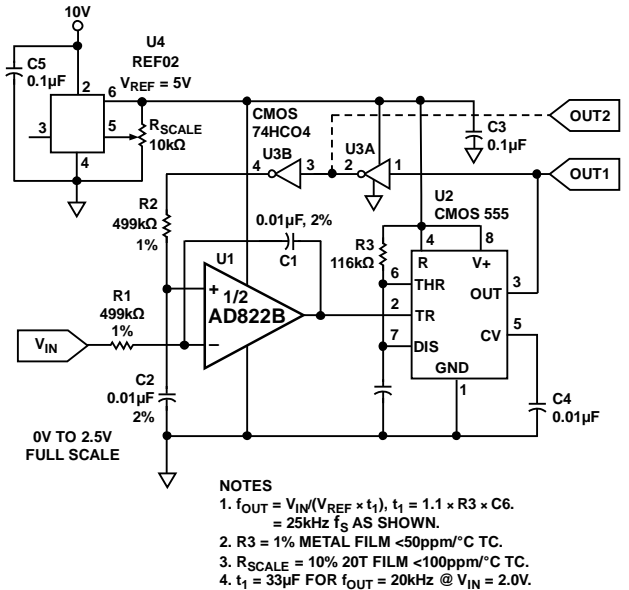 10V
U4
REF02
V_REF = 5V
C5
0.1µF
2
6
3
5
4
R_SCALE
10kΩ
CMOS
74HCO4
U3B
4
3
U3A
2
1
C3
0.1µF
OUT2
OUT1
R2
499kΩ
1%
0.01µF, 2%
C1
U1
1/2
AD822B
+
–
R1
499kΩ
1%
V_IN
C2
0.01µF
2%
R3
116kΩ
U2
CMOS 555
4
8
R
V+
6
THR
OUT
3
2
TR
CV
5
7
DIS
GND
1
C4
0.01µF
0V TO 2.5V
FULL SCALE
NOTES
1. f_OUT = V_IN/(V_REF × t_1), t_1 = 1.1 × R3 × C6.
= 25kHz f_S AS SHOWN.
2. R3 = 1% METAL FILM <50ppm/°C TC.
3. R_SCALE = 10% 20T FILM <100ppm/°C TC.
4. t_1 = 33µF FOR f_OUT = 20kHz @ V_IN = 2.0V.